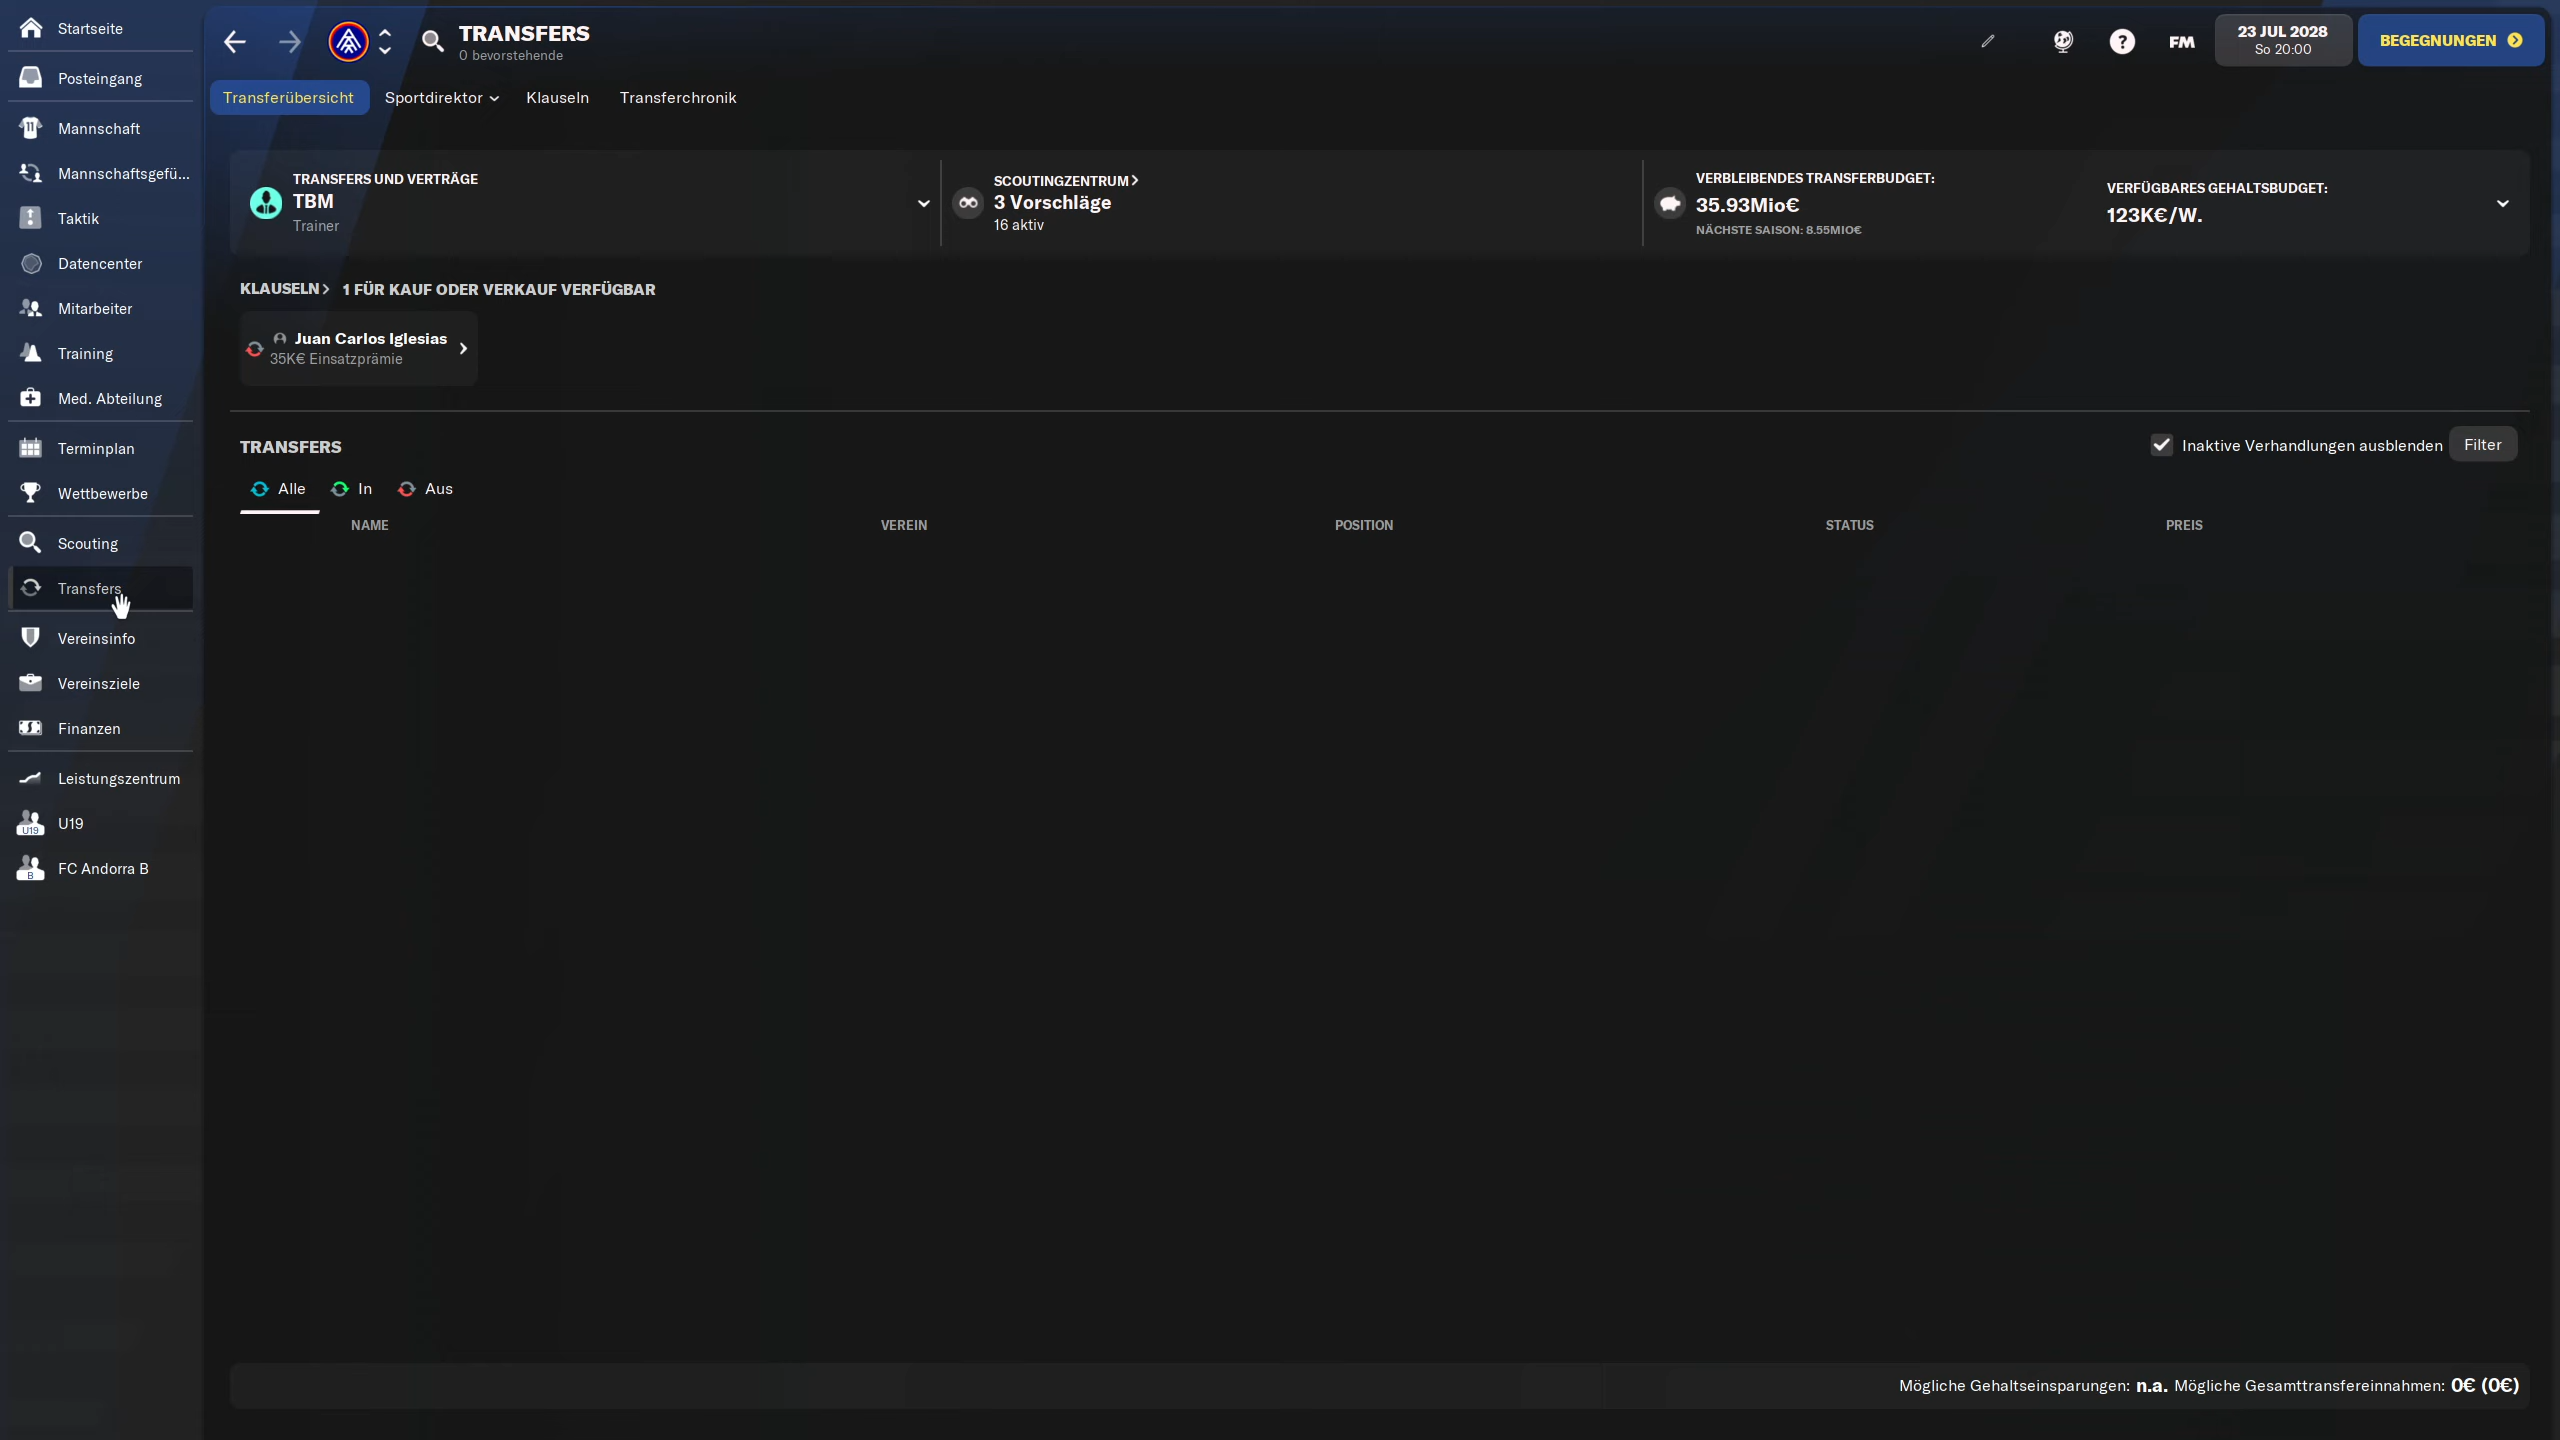 Startseite
Posteingang
Mannschaft
Mannschaftsgefü...
Taktik
Datencenter
Mitarbeiter
Training
Med. Abteilung
Terminplan
Wettbewerbe
Scouting
Transfers
Vereinsinfo
Vereinsziele
Finanzen
Leistungszentrum
U19
U19
B
FC Andorra B
TRANSFERS
0 bevorstehende
FM
23 JUL 2028
So 20:00
BEGEGNUNGEN
Transferübersicht
Sportdirektor
Klauseln
Transferchronik
TRANSFERS UND VERTRÄGE
TBM
Trainer
SCOUTINGZENTRUM
3 Vorschläge
16 aktiv
VERBLEIBENDES TRANSFERBUDGET:
35.93Mio€
NÄCHSTE SAISON: 8.55MIO€
VERFÜGBARES GEHALTSBUDGET:
123K€/W.
KLAUSELN 1 FÜR KAUF ODER VERKAUF VERFÜGBAR
Juan Carlos Iglesias
35K€ Einsatzprämie
TRANSFERS
Inaktive Verhandlungen ausblenden
Filter
Alle
In
Aus
NAME
VEREIN
POSITION
STATUS
PREIS
Mögliche Gehaltseinsparungen: n.a. Mögliche Gesamttransfereinnahmen: 0€ (0€)